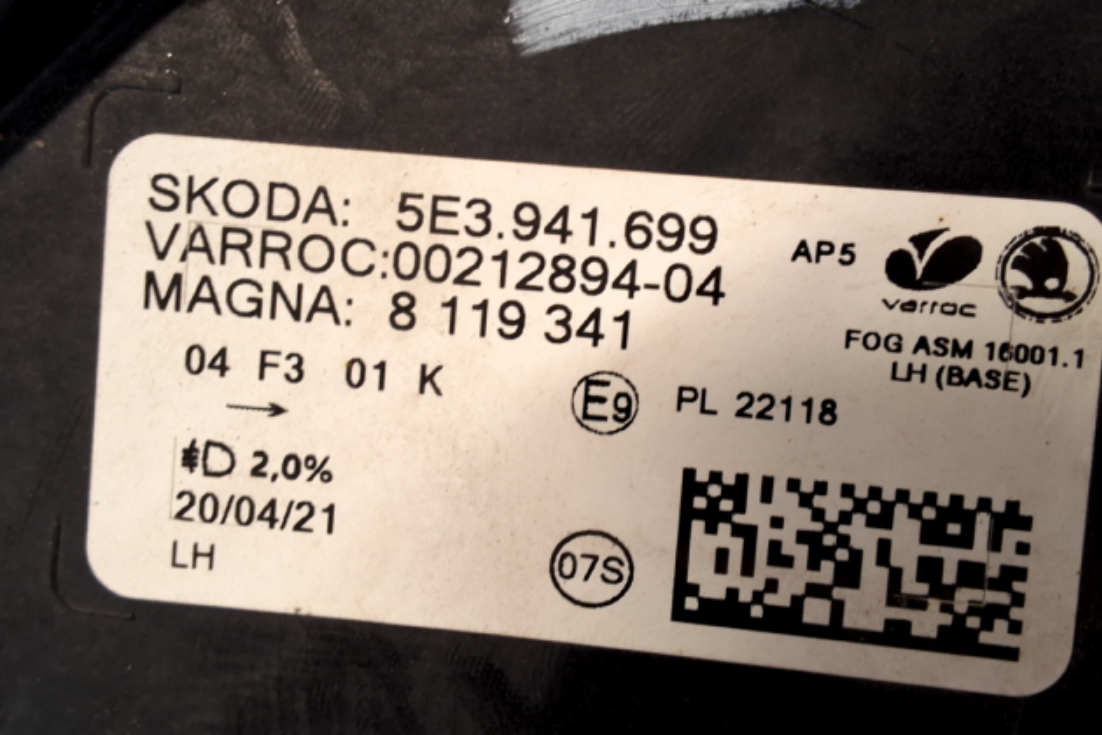 SKODA: 5E3.941.699
VARROC:00212894-04
MAGNA: 8 119 341
AP5
varroc
FOG ASM 16001.1
LH (BASE)
04 F3 01 K
E9 PL 22118
2,0%
20/04/21
LH
07S